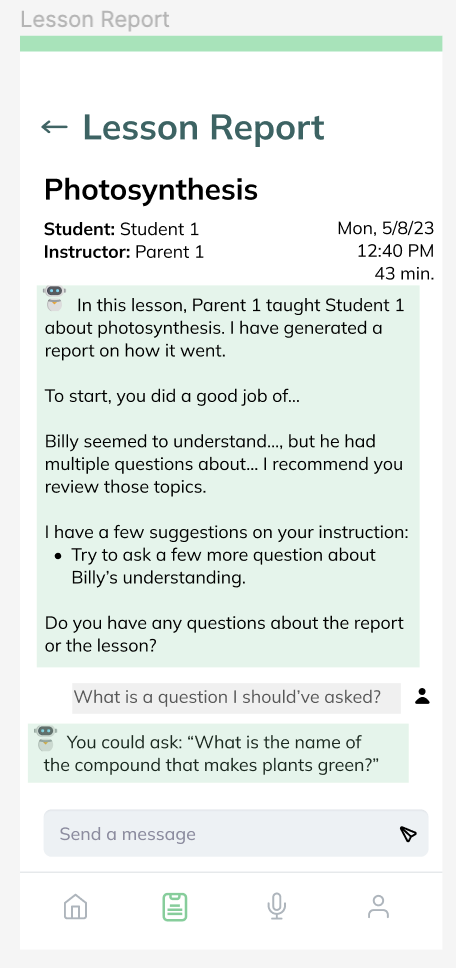 Lesson Report
← Lesson Report
Photosynthesis
Student: Student 1
Instructor: Parent 1
Mon, 5/8/23
12:40 PM
43 min.
In this lesson, Parent 1 taught Student 1
about photosynthesis. I have generated a
report on how it went.
To start, you did a good job of...
Billy seemed to understand..., but he had
multiple questions about... I recommend you
review those topics.
I have a few suggestions on your instruction:
• Try to ask a few more question about
Billy's understanding.
Do you have any questions about the report
or the lesson?
What is a question I should've asked?
You could ask: “What is the name of
the compound that makes plants green?”
Send a message